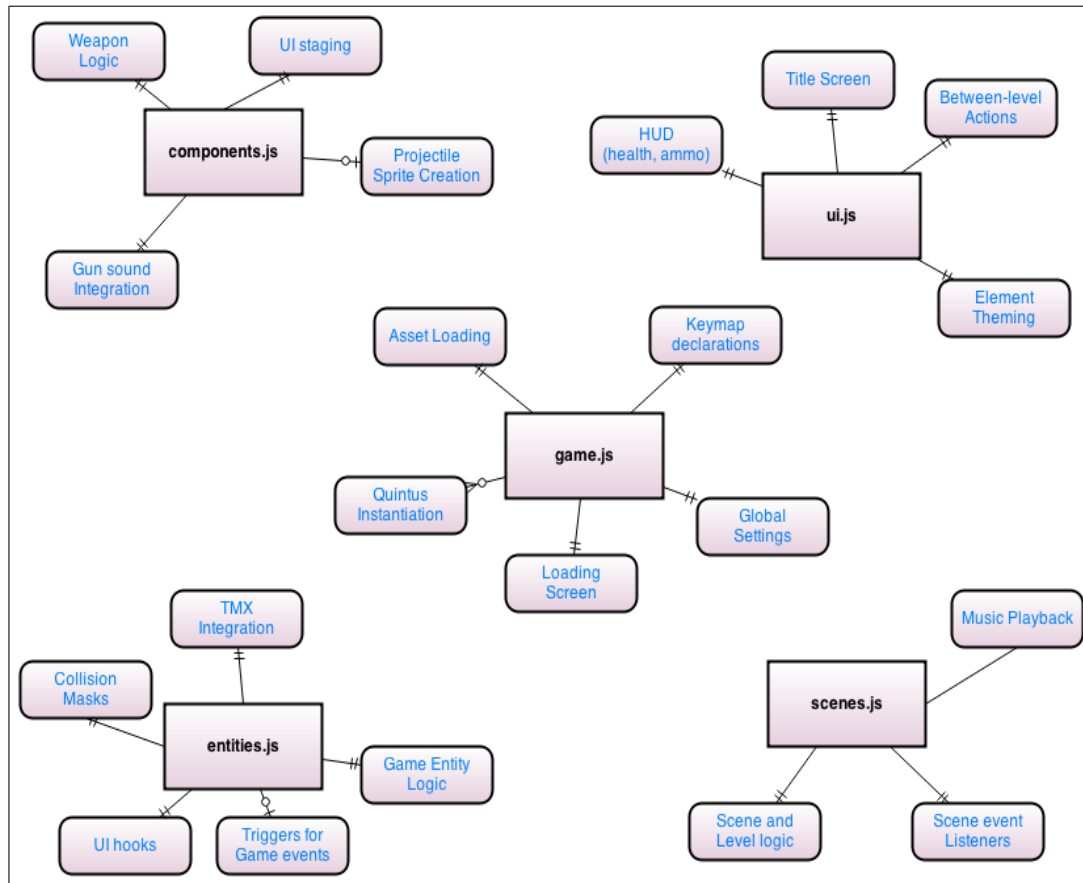 Weapon
Logic
UI staging
components.js
Projectile
Sprite Creation
Gun sound
Integration
Title Screen
Between-level
Actions
HUD
(health, ammo)
ui.js
Element
Theming
Asset Loading
Keymap
declarations
game.js
Quintus
Instantiation
Global
Settings
Loading
Screen
TMX
Integration
Collision
Masks
entities.js
Game Entity
Logic
UI hooks
Triggers for
Game events
Music Playback
scenes.js
Scene and
Level logic
Scene event
Listeners